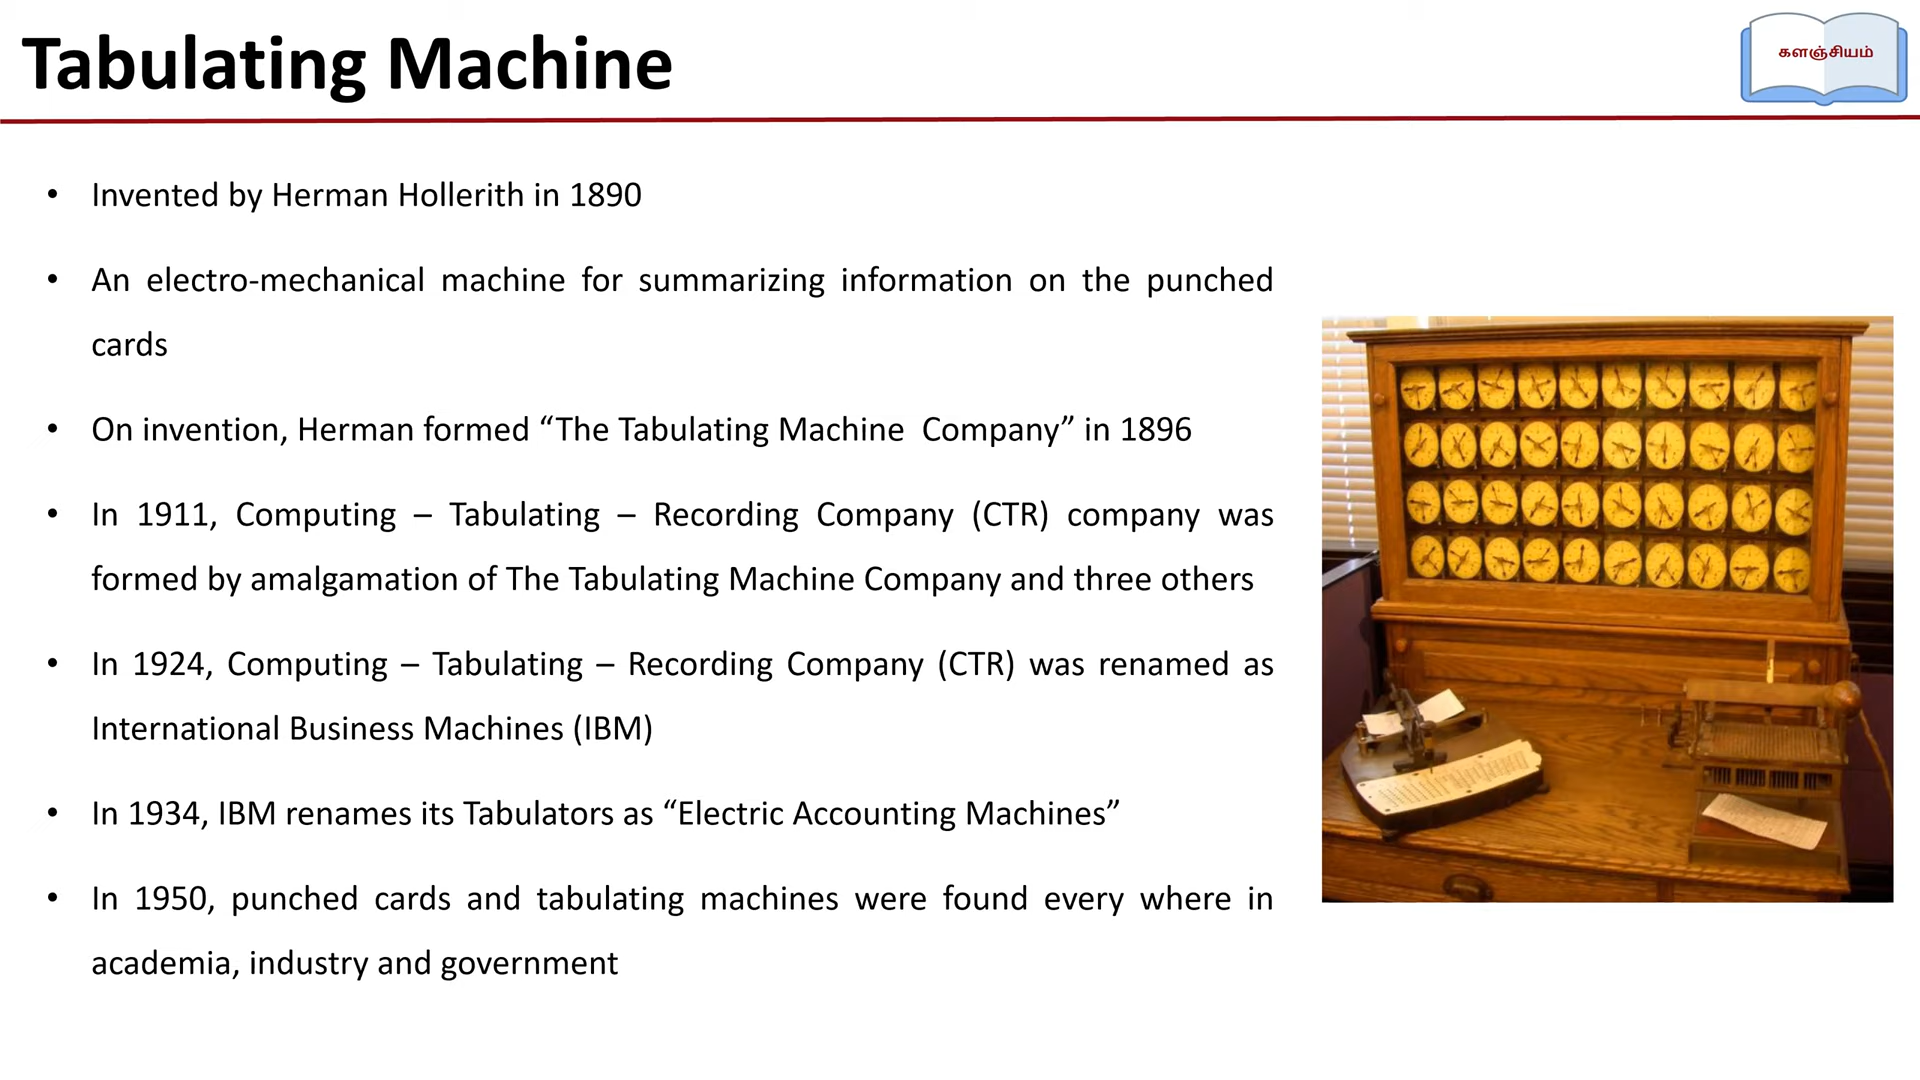 Tabulating Machine
களஞ்சியம்
• Invented by Herman Hollerith in 1890
• An electro-mechanical machine for summarizing information on the punched
cards
• On invention, Herman formed “The Tabulating Machine  Company” in 1896
• In 1911, Computing – Tabulating – Recording Company (CTR) company was
formed by amalgamation of The Tabulating Machine Company and three others
• In 1924, Computing – Tabulating – Recording Company (CTR) was renamed as
International Business Machines (IBM)
• In 1934, IBM renames its Tabulators as “Electric Accounting Machines”
• In 1950, punched cards and tabulating machines were found every where in
academia, industry and government